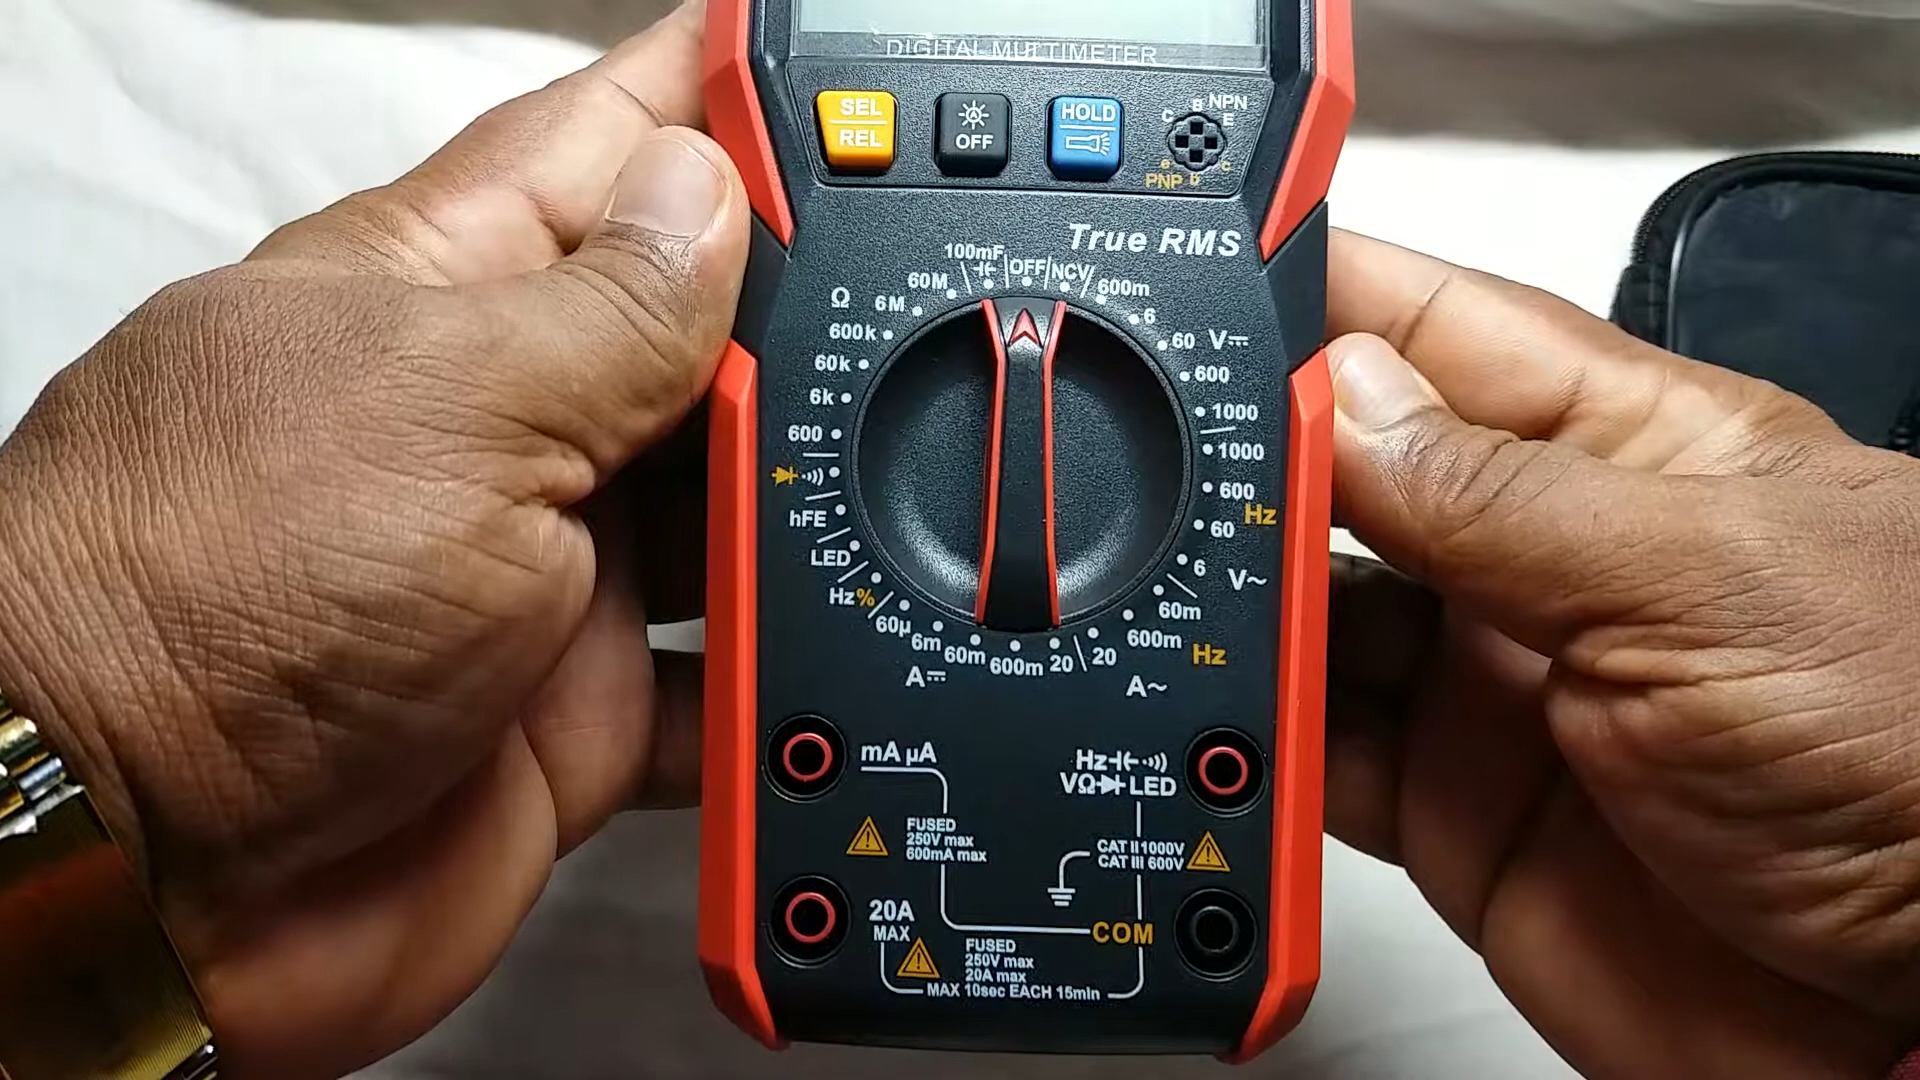 DIGITAL MULTIMETER
SEL
REL
OFF
HOLD
B NPN
C E
e c
PNP b
True RMS
100mF
OFF
NCV
600m
6
60 V
600
1000
1000
600
Hz
60
6
V~
60m
600m
Hz
20
A~
60M
6M
Ω
600k
60k
6k
600
hFE
LED
Hz%
60µ
6m
60m
600m
20
A
mA µA
Hz
VΩ LED
FUSED
250V max
600mA max
CAT II 1000V
CAT III 600V
20A
MAX
COM
FUSED
250V max
20A max
MAX 10sec EACH 15min